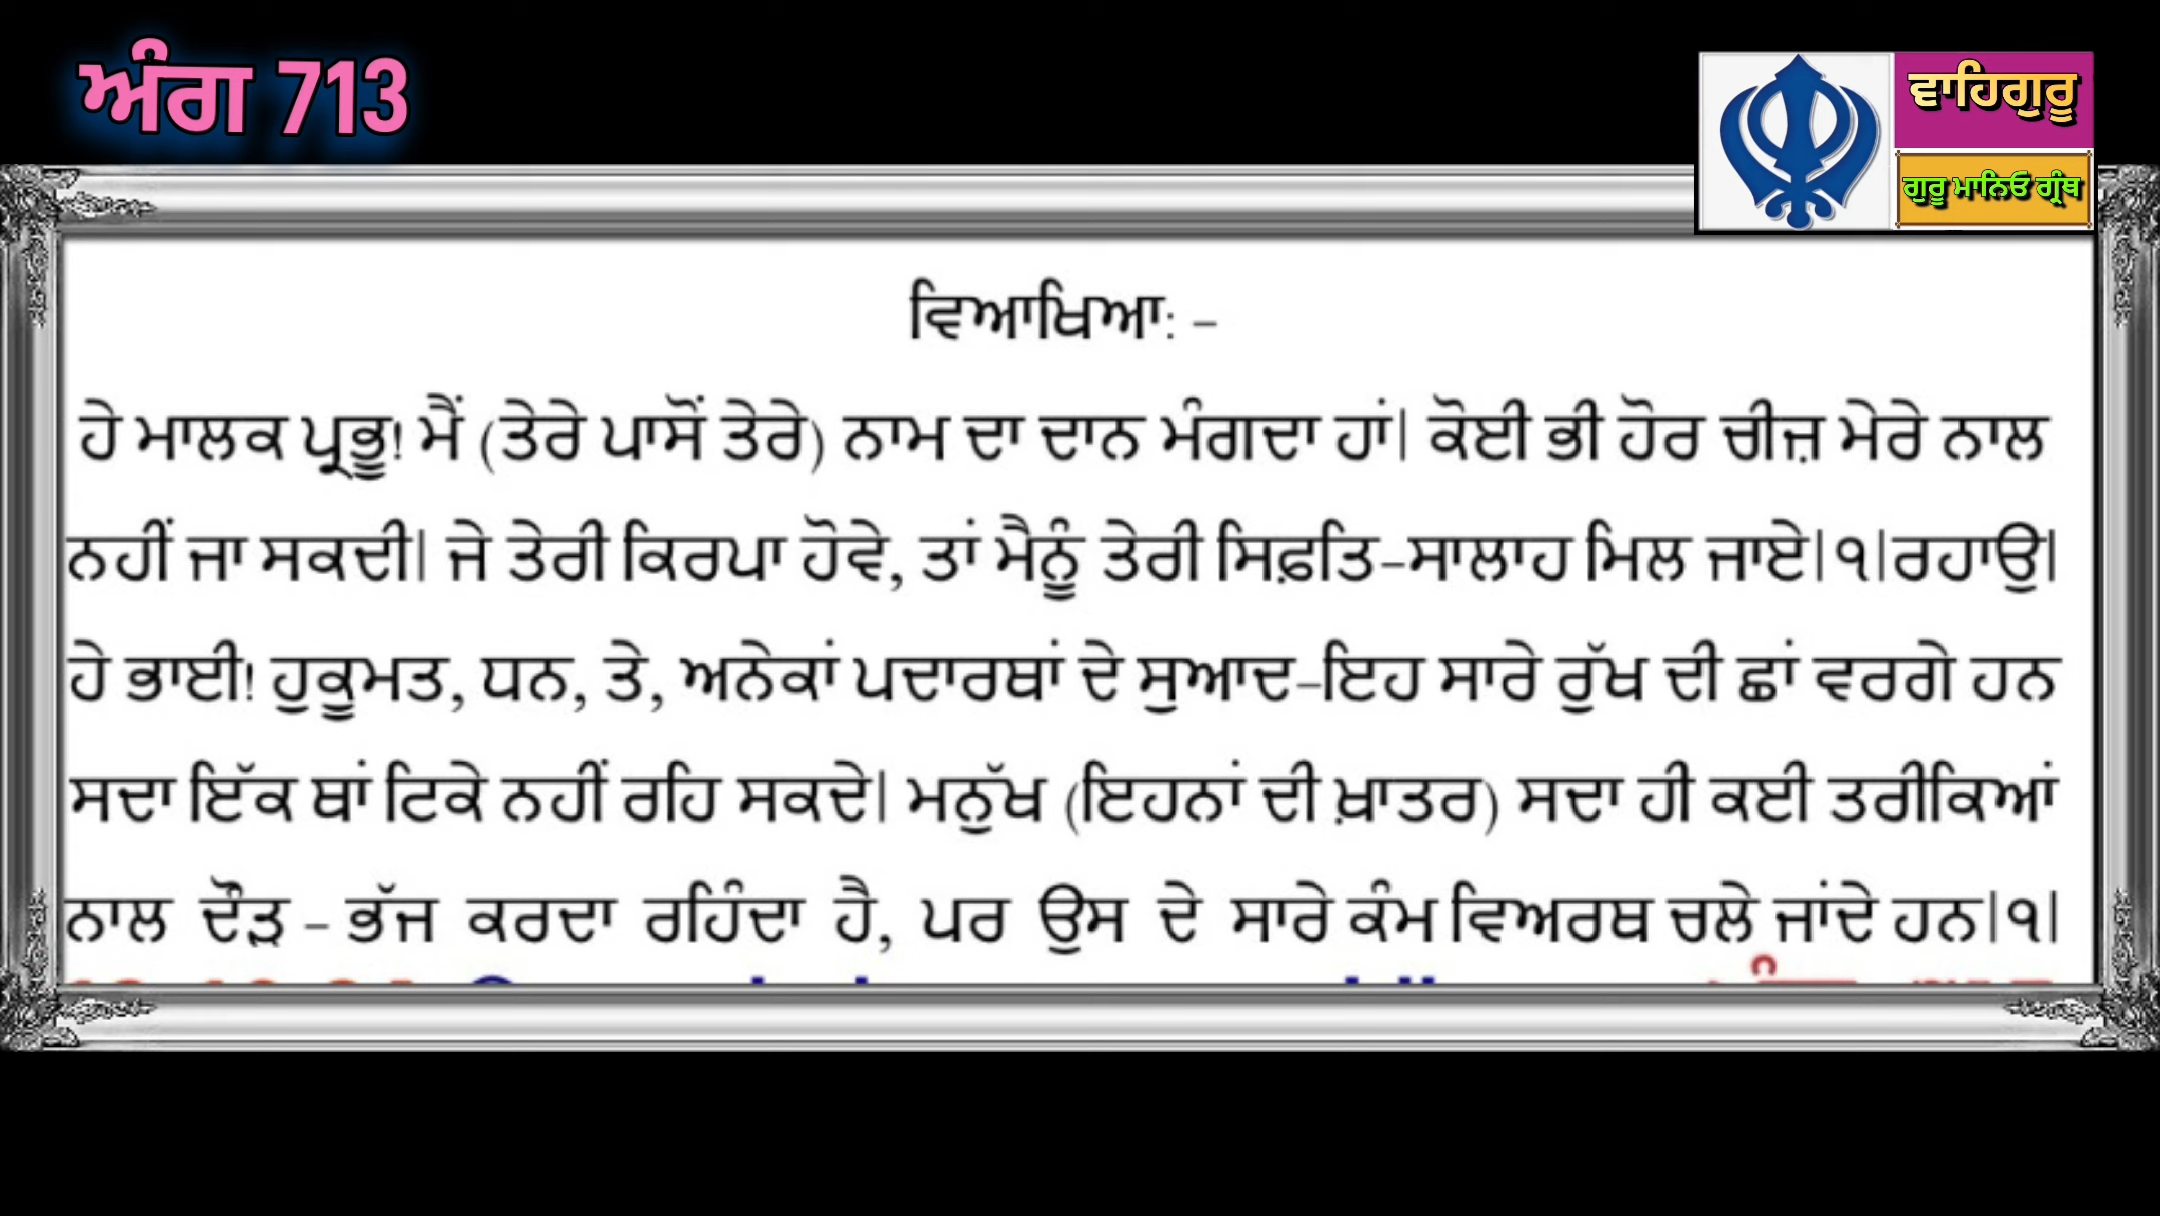 ਅੰਗ 713
ਵਾਹਿਗੁਰੂ
ਗੁਰੂ ਮਾਨਿਓ ਗ੍ਰੰਥ
ਵਿਆਖਿਆ: –
ਹੇ ਮਾਲਕ ਪ੍ਰਭੂ! ਮੈਂ (ਤੇਰੇ ਪਾਸੋਂ ਤੇਰੇ) ਨਾਮ ਦਾ ਦਾਨ ਮੰਗਦਾ ਹਾਂ| ਕੋਈ ਭੀ ਹੋਰ ਚੀਜ਼ ਮੇਰੇ ਨਾਲ
ਨਹੀਂ ਜਾ ਸਕਦੀ| ਜੇ ਤੇਰੀ ਕਿਰਪਾ ਹੋਵੇ, ਤਾਂ ਮੈਨੂੰ ਤੇਰੀ ਸਿਫ਼ਤਿ–ਸਾਲਾਹ ਮਿਲ ਜਾਏ|੧|ਰਹਾਉ|
ਹੇ ਭਾਈ! ਹੁਕੂਮਤ, ਧਨ, ਤੇ, ਅਨੇਕਾਂ ਪਦਾਰਥਾਂ ਦੇ ਸੁਆਦ–ਇਹ ਸਾਰੇ ਰੁੱਖ ਦੀ ਛਾਂ ਵਰਗੇ ਹਨ
ਸਦਾ ਇੱਕ ਥਾਂ ਟਿਕੇ ਨਹੀਂ ਰਹਿ ਸਕਦੇ| ਮਨੁੱਖ (ਇਹਨਾਂ ਦੀ ਖ਼ਾਤਰ) ਸਦਾ ਹੀ ਕਈ ਤਰੀਕਿਆਂ
ਨਾਲ ਦੌੜ – ਭੱਜ ਕਰਦਾ ਰਹਿੰਦਾ ਹੈ, ਪਰ ਉਸ ਦੇ ਸਾਰੇ ਕੰਮ ਵਿਅਰਥ ਚਲੇ ਜਾਂਦੇ ਹਨ|੧|